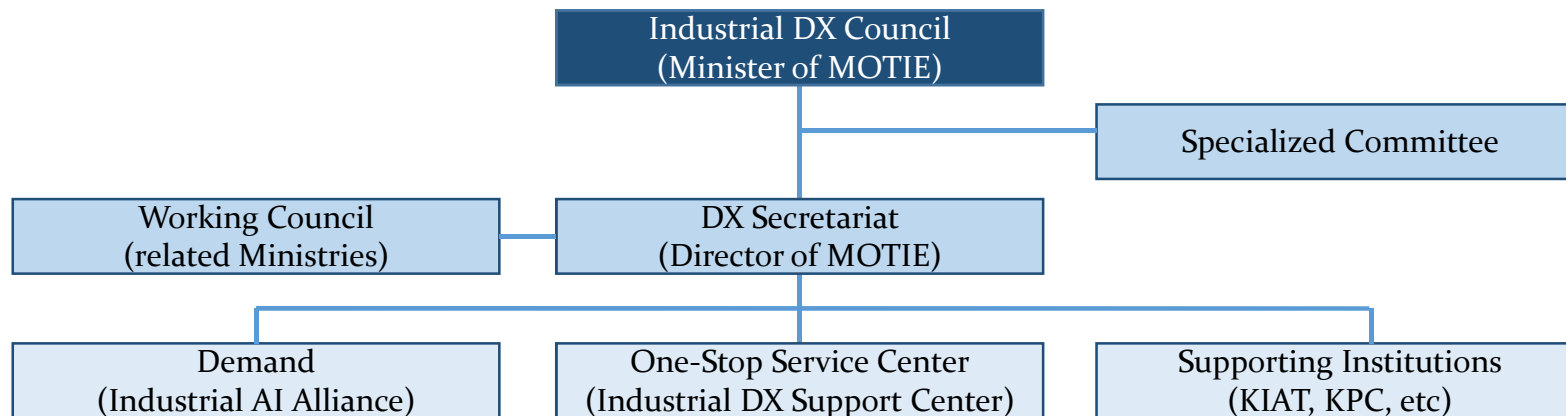 Industrial DX Council
(Minister of MOTIE)
Specialized Committee
Working Council
(related Ministries)
DX Secretariat
(Director of MOTIE)
Demand
(Industrial AI Alliance)
One-Stop Service Center
(Industrial DX Support Center)
Supporting Institutions
(KIAT, KPC, etc)